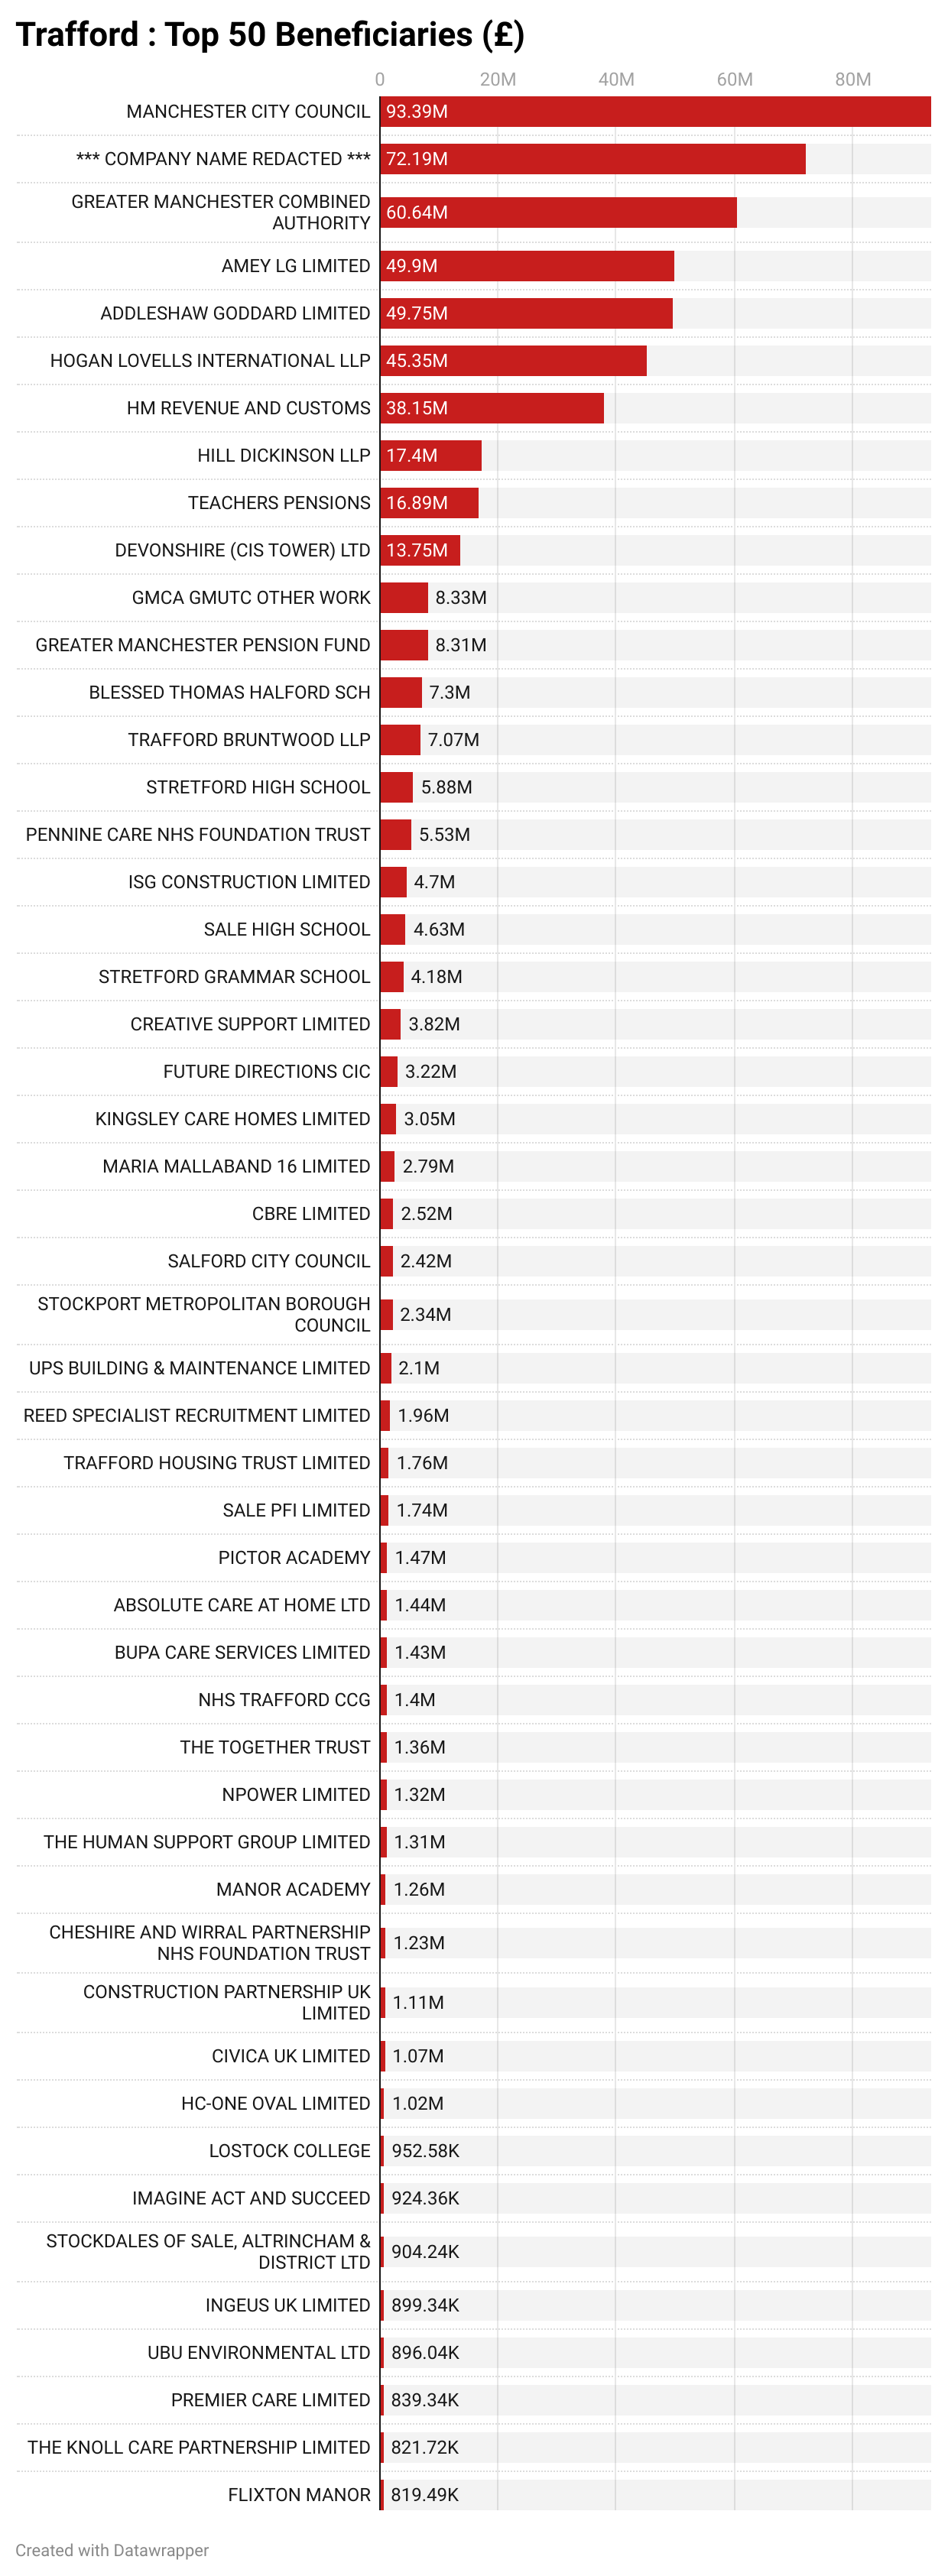 Trafford : Top 50 Beneficiaries (£)
0 20M 40M 60M 80M
MANCHESTER CITY COUNCIL 93.39M
*** COMPANY NAME REDACTED *** 72.19M
GREATER MANCHESTER COMBINED
AUTHORITY 60.64M
AMEY LG LIMITED 49.9M
ADDLESHAW GODDARD LIMITED 49.75M
HOGAN LOVELLS INTERNATIONAL LLP 45.35M
HM REVENUE AND CUSTOMS 38.15M
HILL DICKINSON LLP 17.4M
TEACHERS PENSIONS 16.89M
DEVONSHIRE (CIS TOWER) LTD 13.75M
GMCA GMUTC OTHER WORK 8.33M
GREATER MANCHESTER PENSION FUND 8.31M
BLESSED THOMAS HALFORD SCH 7.3M
TRAFFORD BRUNTWOOD LLP 7.07M
STRETFORD HIGH SCHOOL 5.88M
PENNINE CARE NHS FOUNDATION TRUST 5.53M
ISG CONSTRUCTION LIMITED 4.7M
SALE HIGH SCHOOL 4.63M
STRETFORD GRAMMAR SCHOOL 4.18M
CREATIVE SUPPORT LIMITED 3.82M
FUTURE DIRECTIONS CIC 3.22M
KINGSLEY CARE HOMES LIMITED 3.05M
MARIA MALLABAND 16 LIMITED 2.79M
CBRE LIMITED 2.52M
SALFORD CITY COUNCIL 2.42M
STOCKPORT METROPOLITAN BOROUGH
COUNCIL 2.34M
UPS BUILDING & MAINTENANCE LIMITED 2.1M
REED SPECIALIST RECRUITMENT LIMITED 1.96M
TRAFFORD HOUSING TRUST LIMITED 1.76M
SALE PFI LIMITED 1.74M
PICTOR ACADEMY 1.47M
ABSOLUTE CARE AT HOME LTD 1.44M
BUPA CARE SERVICES LIMITED 1.43M
NHS TRAFFORD CCG 1.4M
THE TOGETHER TRUST 1.36M
NPOWER LIMITED 1.32M
THE HUMAN SUPPORT GROUP LIMITED 1.31M
MANOR ACADEMY 1.26M
CHESHIRE AND WIRRAL PARTNERSHIP
NHS FOUNDATION TRUST 1.23M
CONSTRUCTION PARTNERSHIP UK
LIMITED 1.11M
CIVICA UK LIMITED 1.07M
HC-ONE OVAL LIMITED 1.02M
LOSTOCK COLLEGE 952.58K
IMAGINE ACT AND SUCCEED 924.36K
STOCKDALES OF SALE, ALTRINCHAM &
DISTRICT LTD 904.24K
INGEUS UK LIMITED 899.34K
UBU ENVIRONMENTAL LTD 896.04K
PREMIER CARE LIMITED 839.34K
THE KNOLL CARE PARTNERSHIP LIMITED 821.72K
FLIXTON MANOR 819.49K
Created with Datawrapper